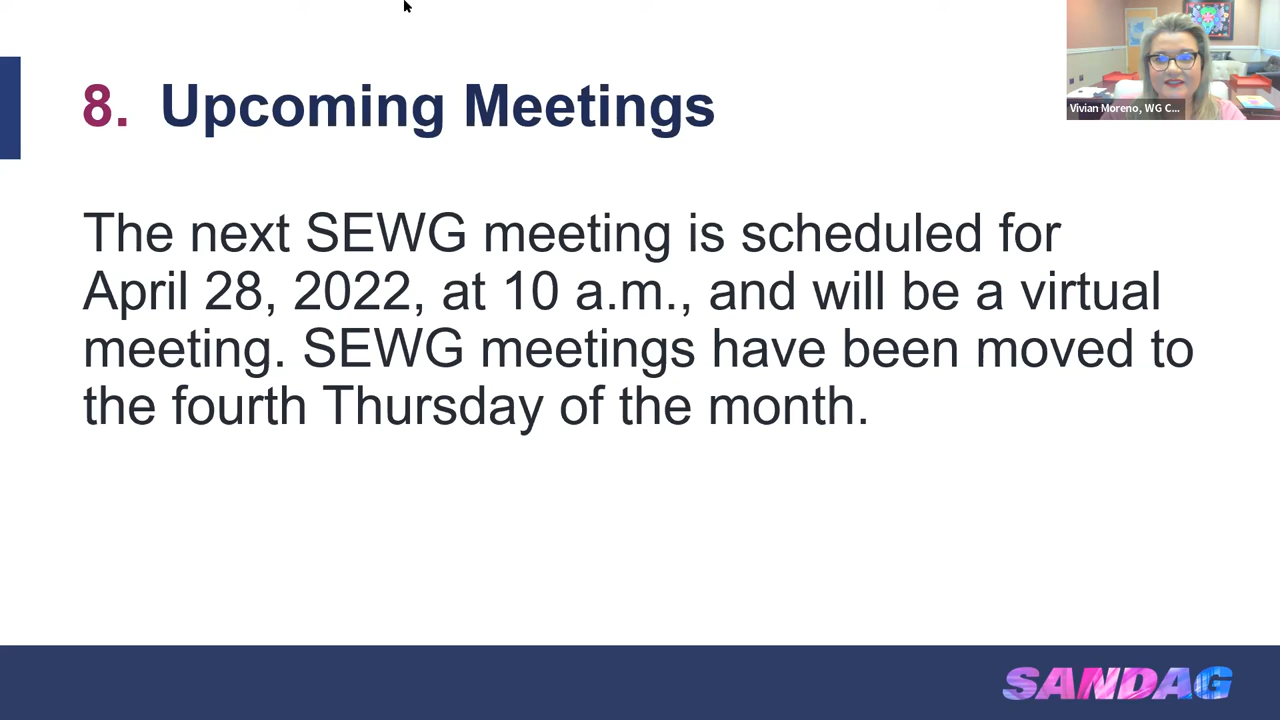 8. Upcoming Meetings
Vivian Moreno, WG C...
The next SEWG meeting is scheduled for
April 28, 2022, at 10 a.m., and will be a virtual
meeting. SEWG meetings have been moved to
the fourth Thursday of the month.
SANDAG